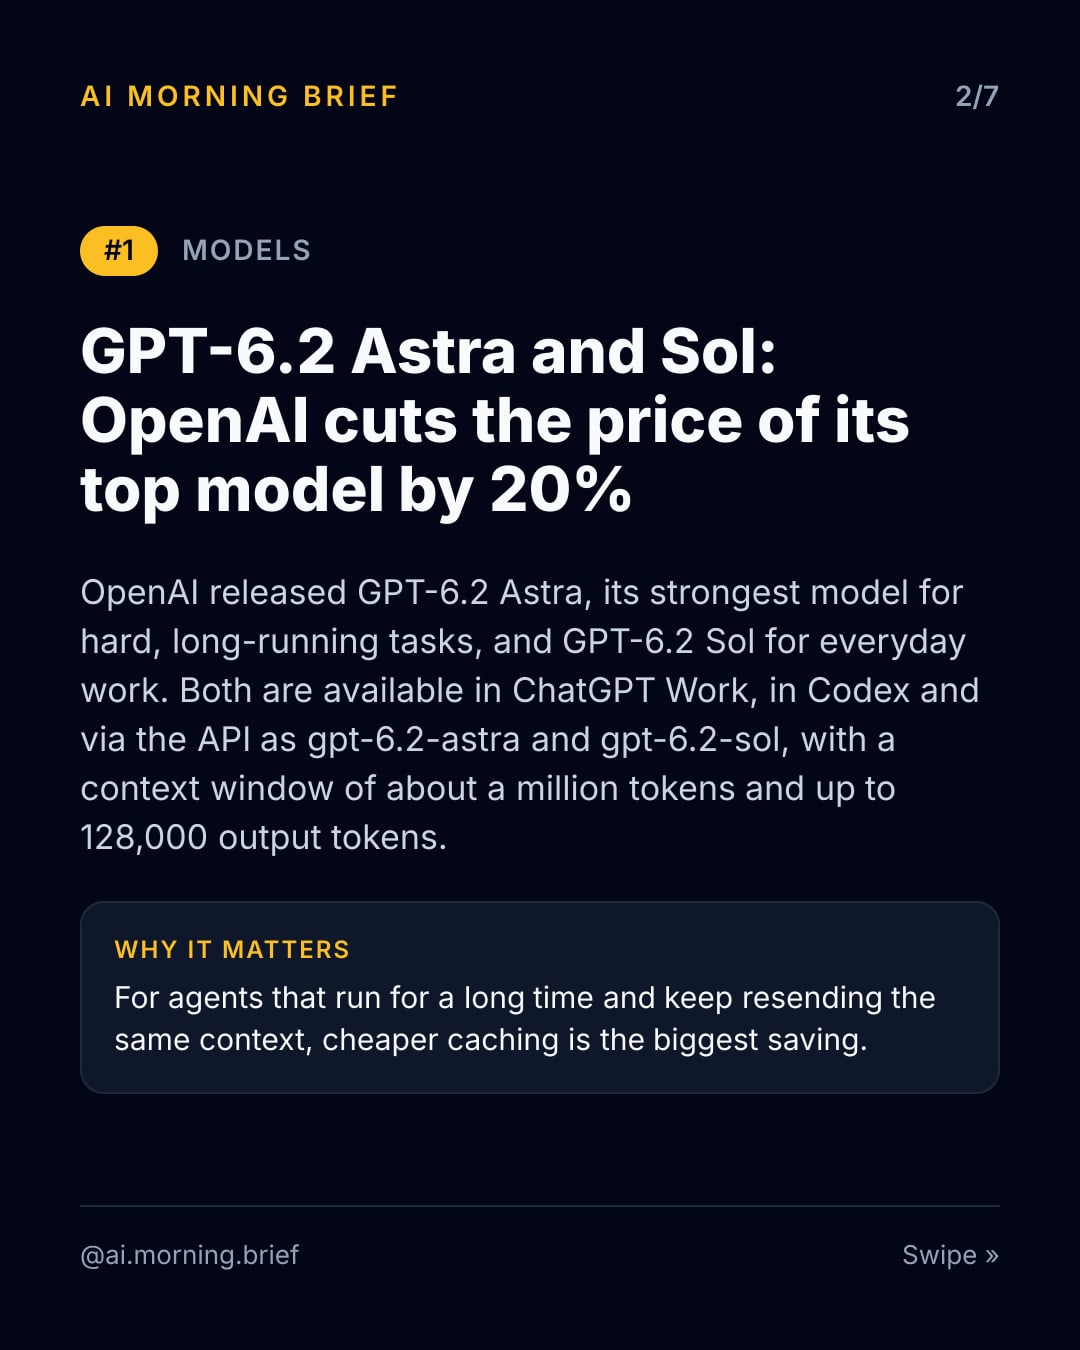 AI MORNING BRIEF
2/7
#1 MODELS
GPT-6.2 Astra and Sol:
OpenAI cuts the price of its
top model by 20%
OpenAI released GPT-6.2 Astra, its strongest model for
hard, long-running tasks, and GPT-6.2 Sol for everyday
work. Both are available in ChatGPT Work, in Codex and
via the API as gpt-6.2-astra and gpt-6.2-sol, with a
context window of about a million tokens and up to
128,000 output tokens.
WHY IT MATTERS
For agents that run for a long time and keep resending the
same context, cheaper caching is the biggest saving.
@ai.morning.brief
Swipe »